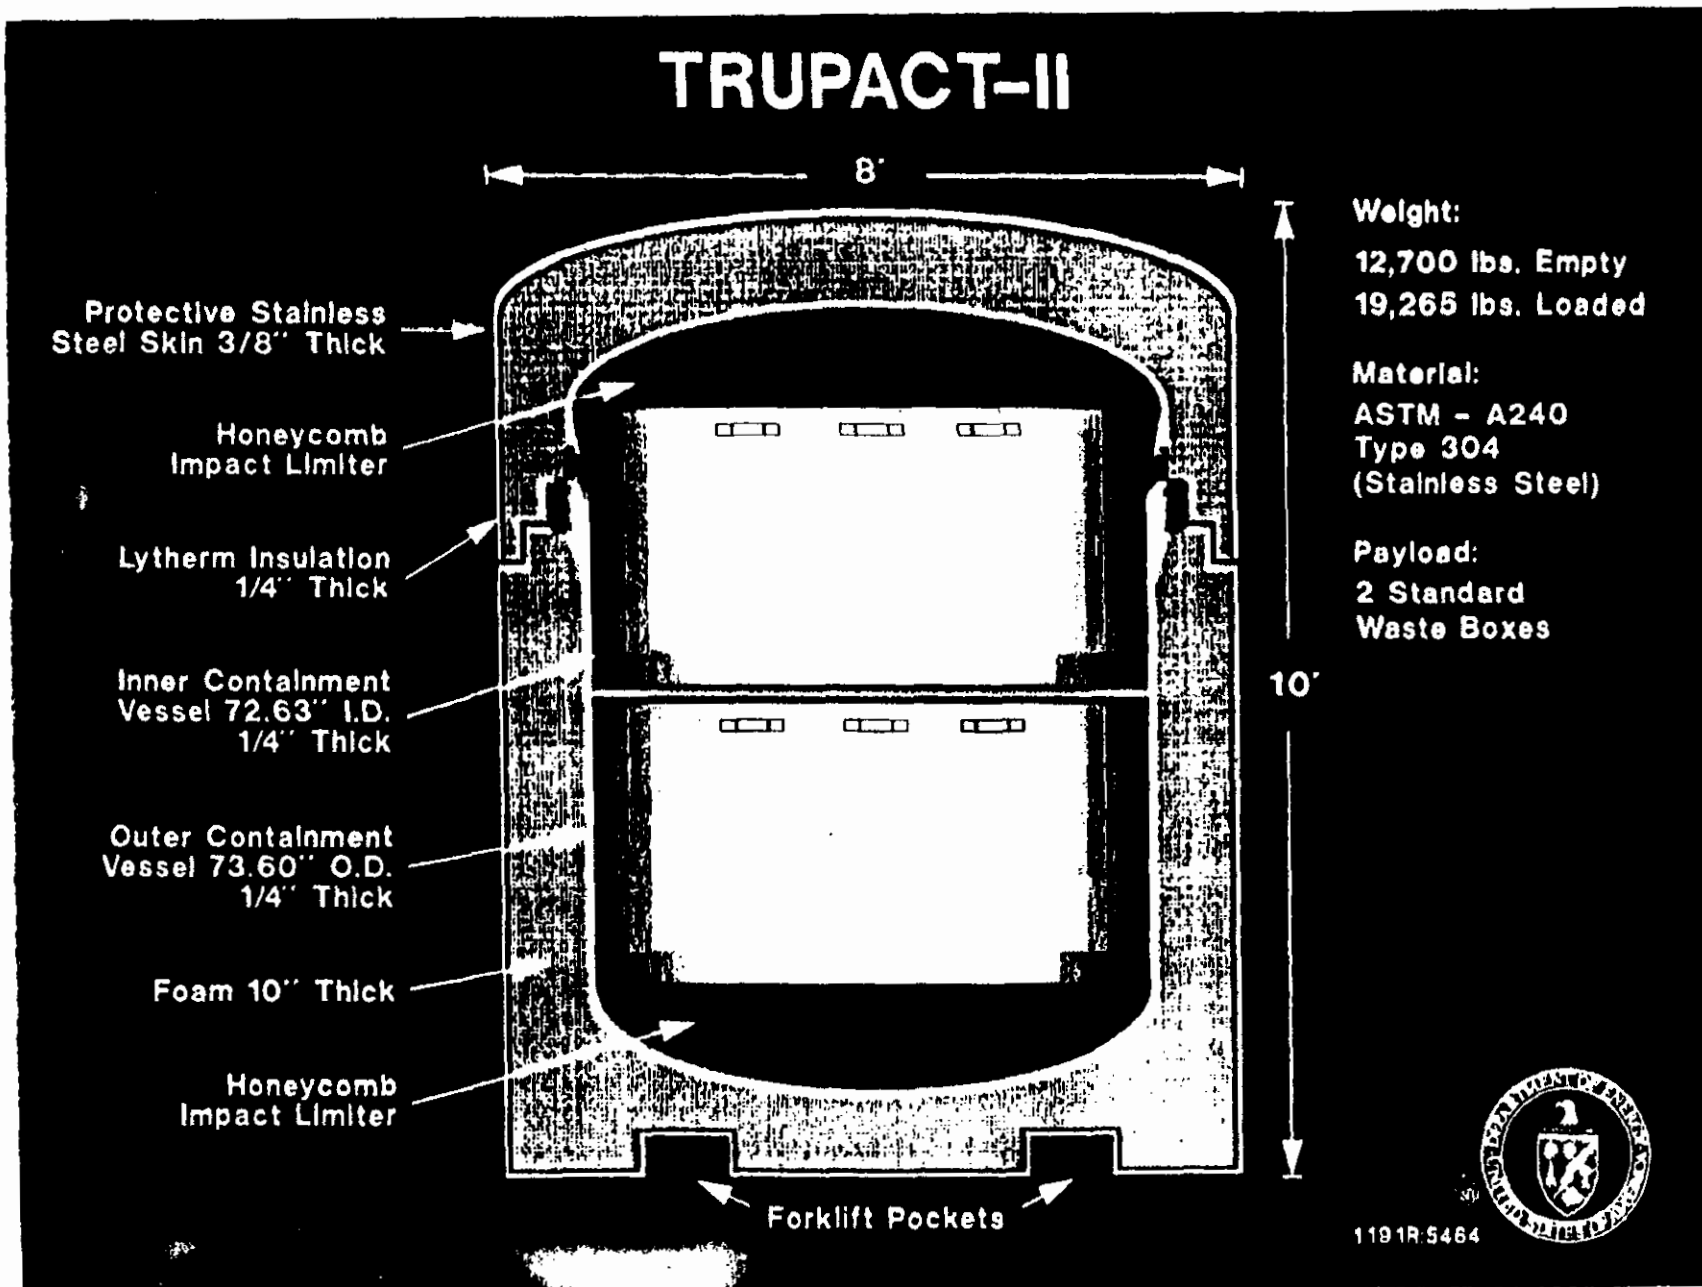 TRUPACT-II
8'
Protective Stainless
Steel Skin 3/8'' Thick
Honeycomb
Impact Limiter
Lytherm Insulation
1/4'' Thick
Inner Containment
Vessel 72.63'' I.D.
1/4'' Thick
Outer Containment
Vessel 73.60'' O.D.
1/4'' Thick
Foam 10'' Thick
Honeycomb
Impact Limiter
Forklift Pockets
10'
Weight:
12,700 lbs. Empty
19,265 lbs. Loaded
Material:
ASTM - A240
Type 304
(Stainless Steel)
Payload:
2 Standard
Waste Boxes
1191R:5464